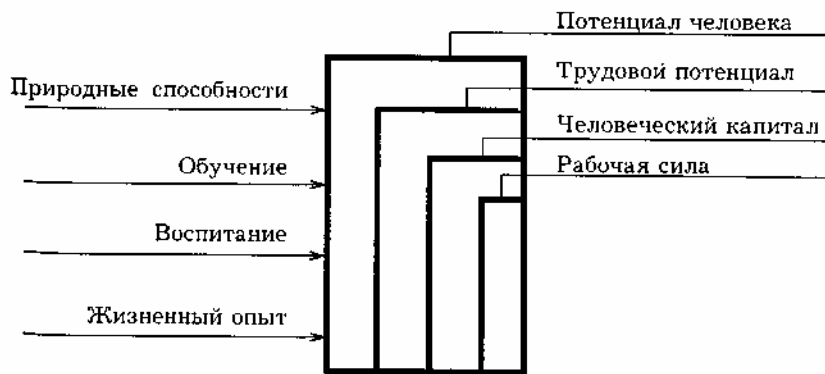 Потенциал человека
Трудовой потенциал
Природные способности
Человеческий капитал
Обучение
Рабочая сила
Воспитание
Жизненный опыт